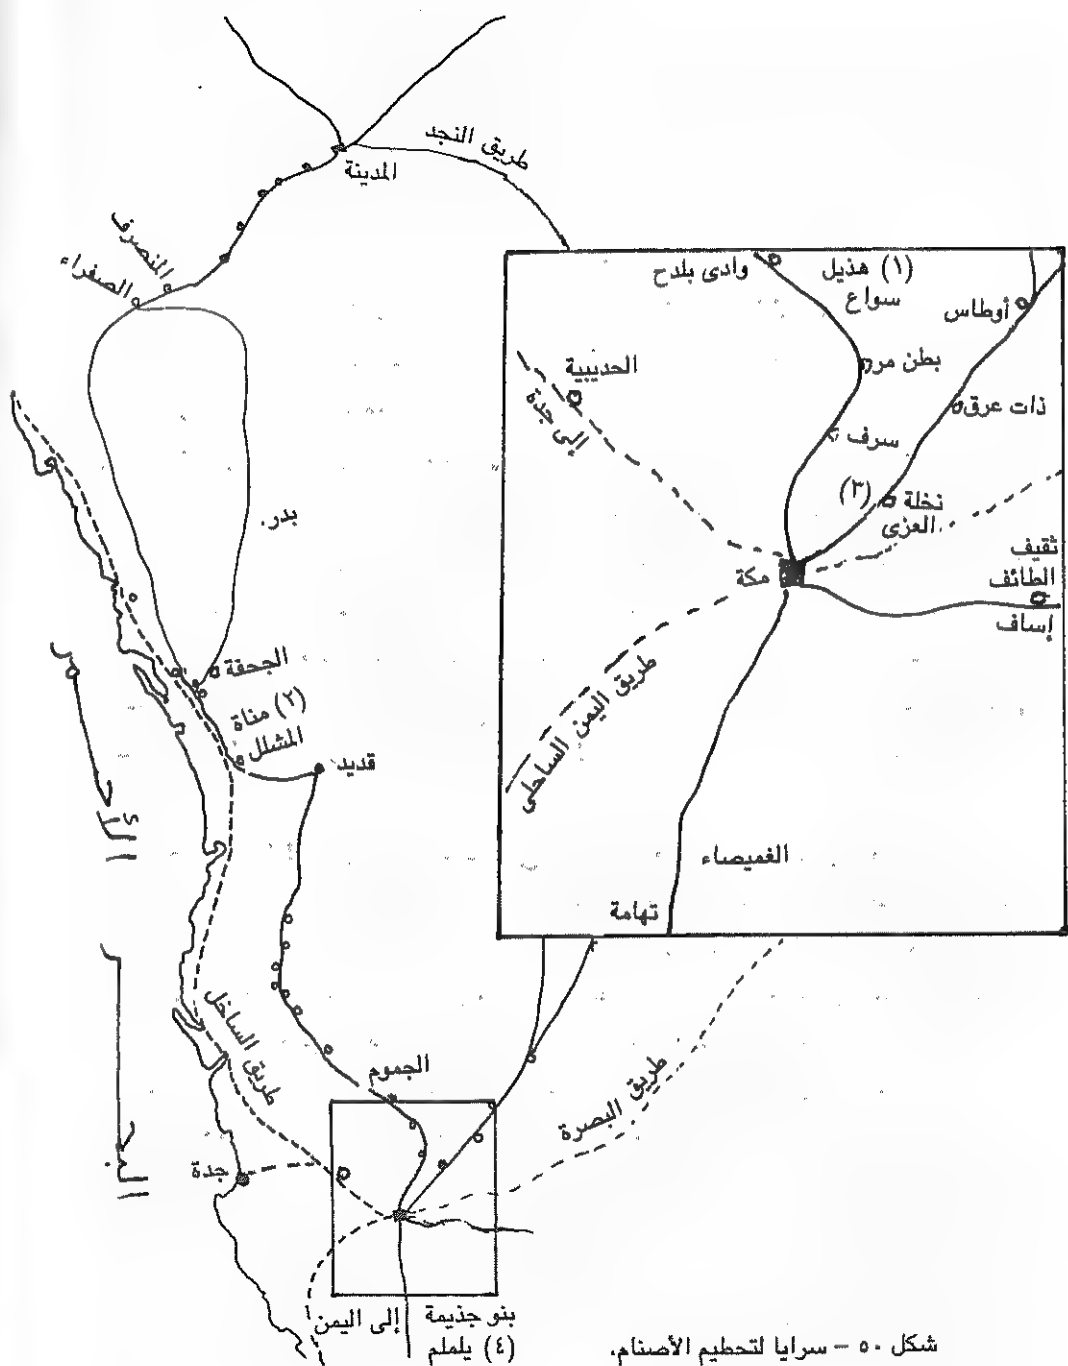 طريق النجد
المدينة
المنصرف
الصفراء
بدر.
الجحفة
(٢) مناة
المشلل
قديد
البحر
الأحمر
طريق الساحل
الجموم
جدة
طريق البصرة
بنو جذيمة
(٤) يلملم
إلى اليمن
وادى بلدح
(١) هذيل
سواع
أوطاس
بطن مر
الحديبية
إلى جدة
ذات عرق
سرف
(٣)
نخلة
العزى
ثقيف
الطائف
إساف
مكة
طريق اليمن الساحلى
الغميصاء
تهامة
شكل ٥٠ – سرايا لتحطيم الأصنام.